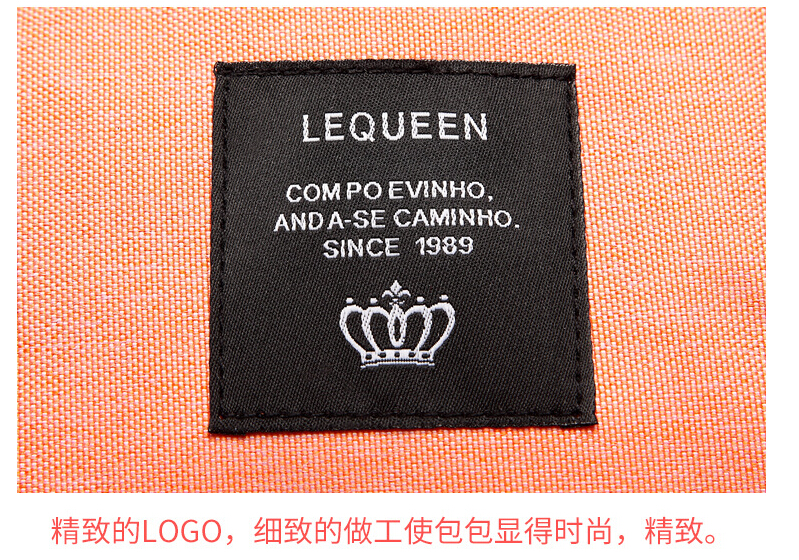 LEQUEEN
COM PO EVINHO,
AND A-SE CAMINHO.
SINCE 1989
精致的LOGO，细致的做工使包包显得时尚，精致。